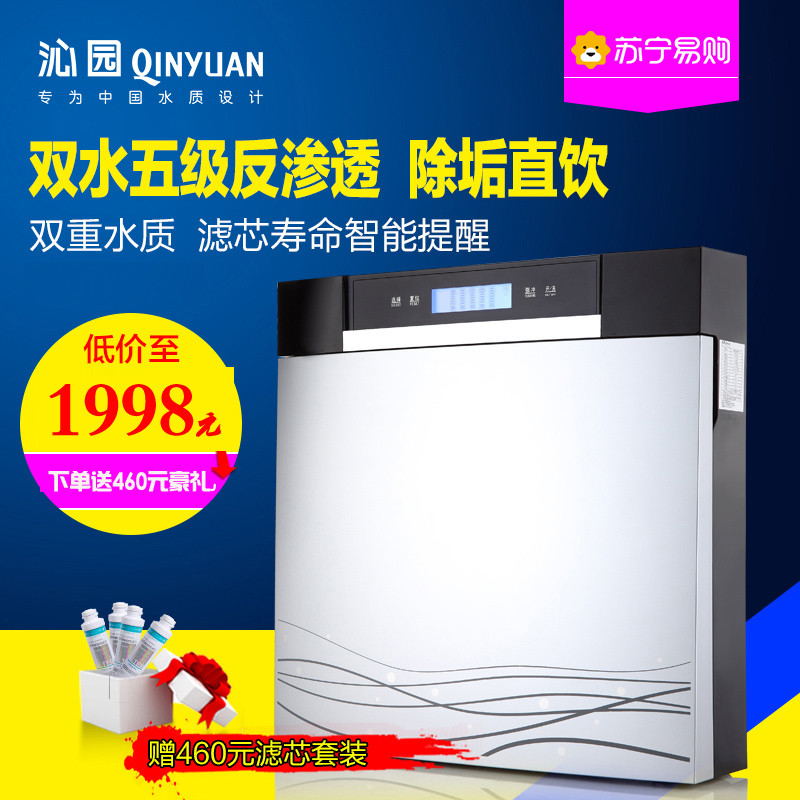 沁园 QINYUAN
专为中国水质设计
苏宁易购
双水五级反渗透 除垢直饮
双重水质 滤芯寿命智能提醒
低价至
1998元
下单送460元豪礼
赠460元滤芯套装